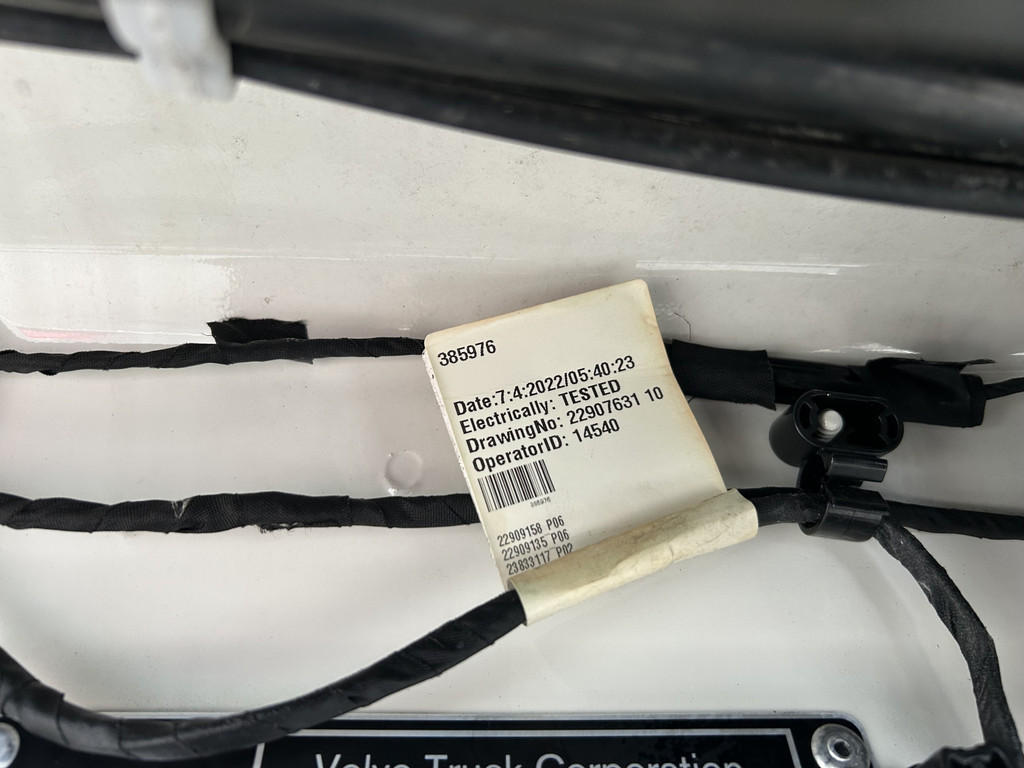 385976
Date:7:4:2022/05:40:23
Electrically: TESTED
DrawingNo: 22907631 10
OperatorID: 14540
385976
22909158 P06
22909135 P06
23833117 P02
Volvo Truck Corporation